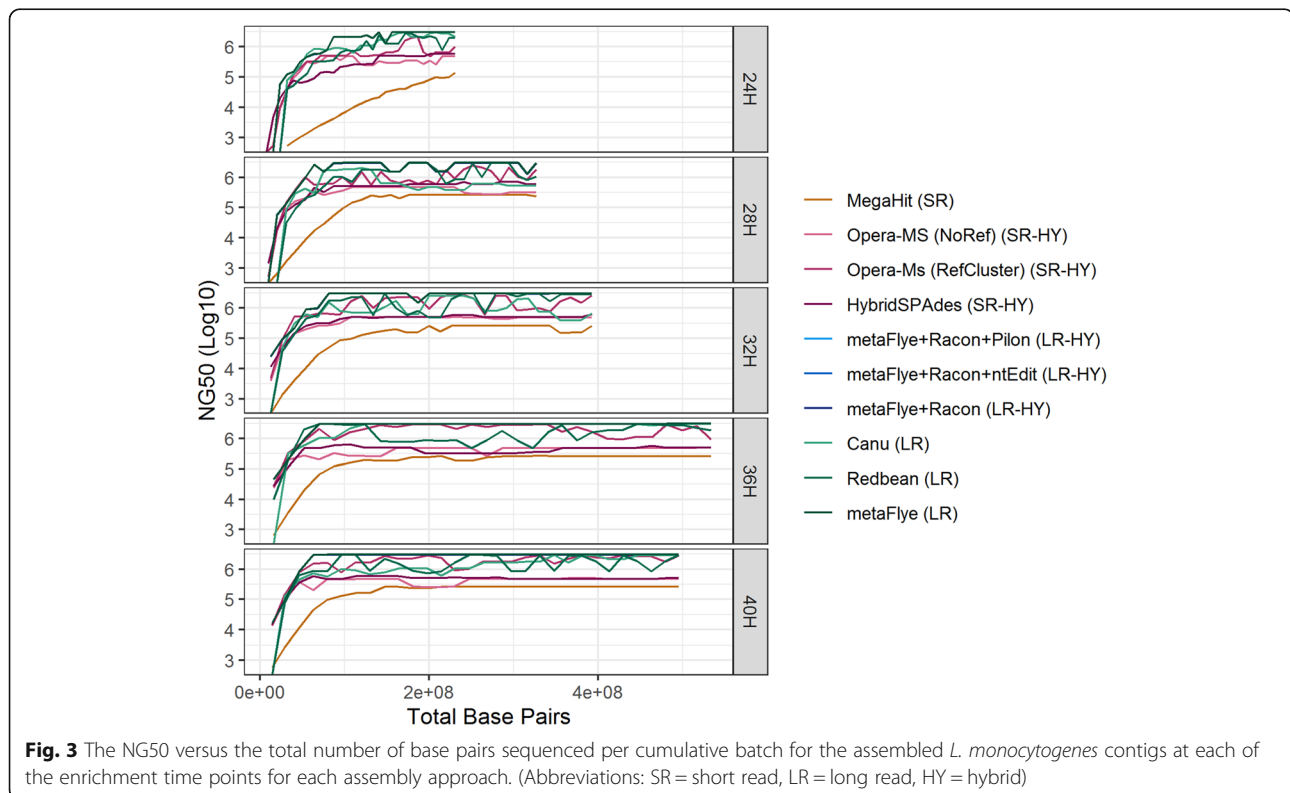 6
5
4
3
24H
6
5
4
3
28H
6
5
4
3
32H
6
5
4
3
36H
6
5
4
3
40H
NG50 (Log10)
0e+00 2e+08 4e+08
Total Base Pairs
MegaHit (SR)
Opera-MS (NoRef) (SR-HY)
Opera-Ms (RefCluster) (SR-HY)
HybridSPAdes (SR-HY)
metaFlye+Racon+Pilon (LR-HY)
metaFlye+Racon+ntEdit (LR-HY)
metaFlye+Racon (LR-HY)
Canu (LR)
Redbean (LR)
metaFlye (LR)
Fig. 3 The NG50 versus the total number of base pairs sequenced per cumulative batch for the assembled L. monocytogenes contigs at each of
the enrichment time points for each assembly approach. (Abbreviations: SR = short read, LR = long read, HY = hybrid)